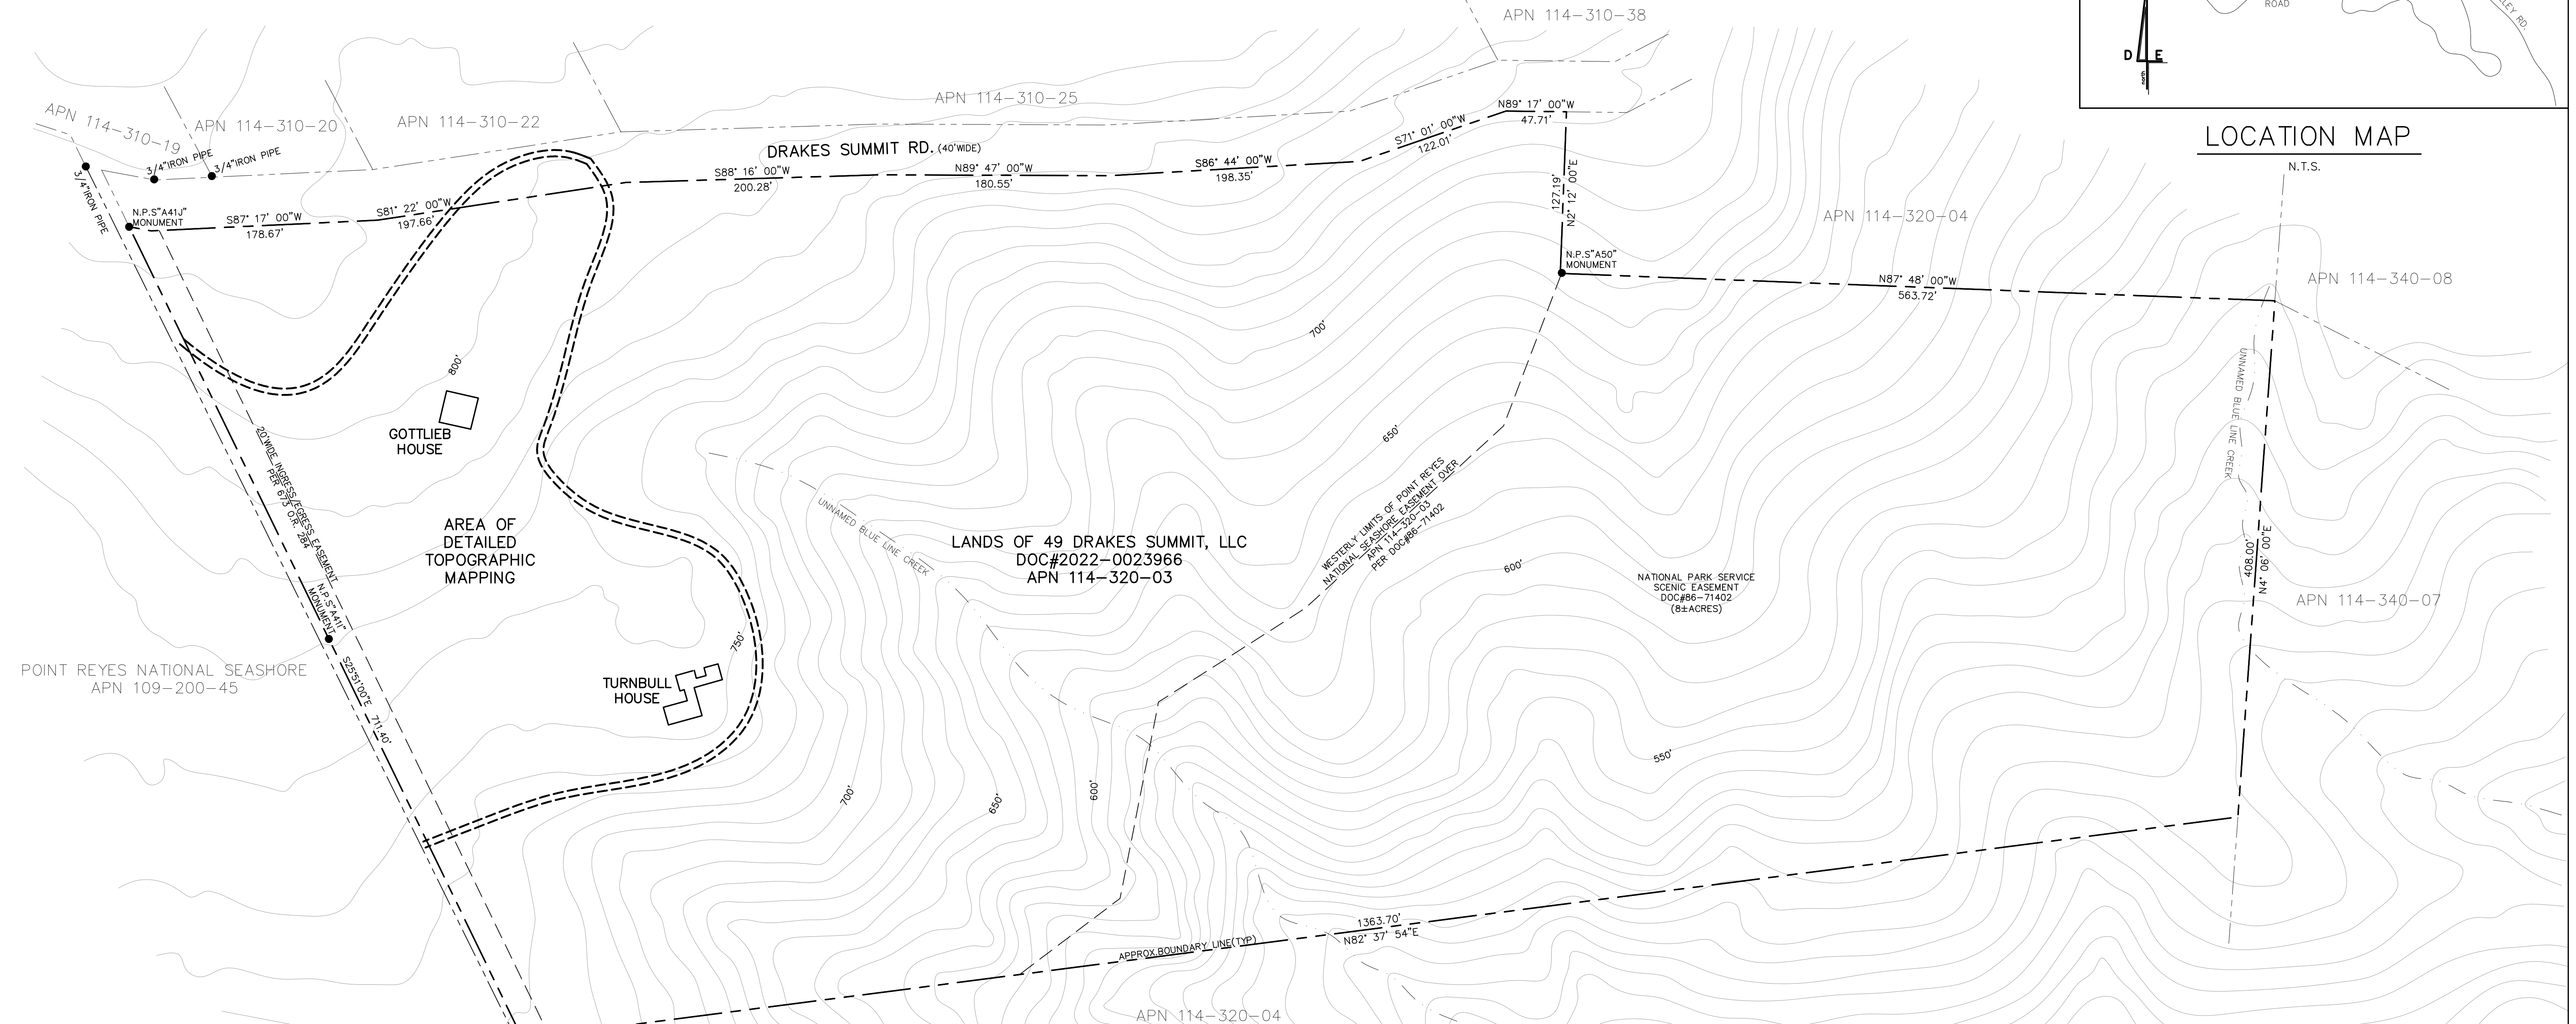 APN 114-310-38
ROAD
LEY RD.
D E
LOCATION MAP
N.T.S.
APN 114-310-19
APN 114-310-20
APN 114-310-22
APN 114-310-25
3/4"IRON PIPE
3/4"IRON PIPE
3/4"IRON PIPE
DRAKES SUMMIT RD. (40'WIDE)
N.P.S"A41J"
MONUMENT
S87° 17' 00"W
178.67'
S81° 22' 00"W
197.66'
S88° 16' 00"W
200.28'
N89° 47' 00"W
180.55'
S86° 44' 00"W
198.35'
S71° 01' 00"W
122.01'
N89° 17' 00"W
47.71'
127.19'
N2° 12' 00"E
N.P.S"A50"
MONUMENT
APN 114-320-04
N87° 48' 00"W
563.72'
APN 114-340-08
800'
700'
650'
GOTTLIEB
HOUSE
20'WIDE INGRESS/EGRESS EASEMENT
PER 673 O.R. 284
UNNAMED BLUE LINE CREEK
AREA OF
DETAILED
TOPOGRAPHIC
MAPPING
UNNAMED BLUE LINE CREEK
LANDS OF 49 DRAKES SUMMIT, LLC
DOC#2022-0023966
APN 114-320-03
WESTERLY LIMITS OF POINT REYES
NATIONAL SEASHORE EASEMENT OVER
APN 114-320-03
PER DOC#86-71402
600'
NATIONAL PARK SERVICE
SCENIC EASEMENT
DOC#86-71402
(8±ACRES)
408.00'
N4° 06' 00"E
APN 114-340-07
N.P.S"A41I"
MONUMENT
POINT REYES NATIONAL SEASHORE
APN 109-200-45
S25°51'00"E 711.40'
750'
TURNBULL
HOUSE
550'
700'
650'
600'
1363.70'
N82° 37' 54"E
APPROX.BOUNDARY LINE(TYP)
APN 114-320-04